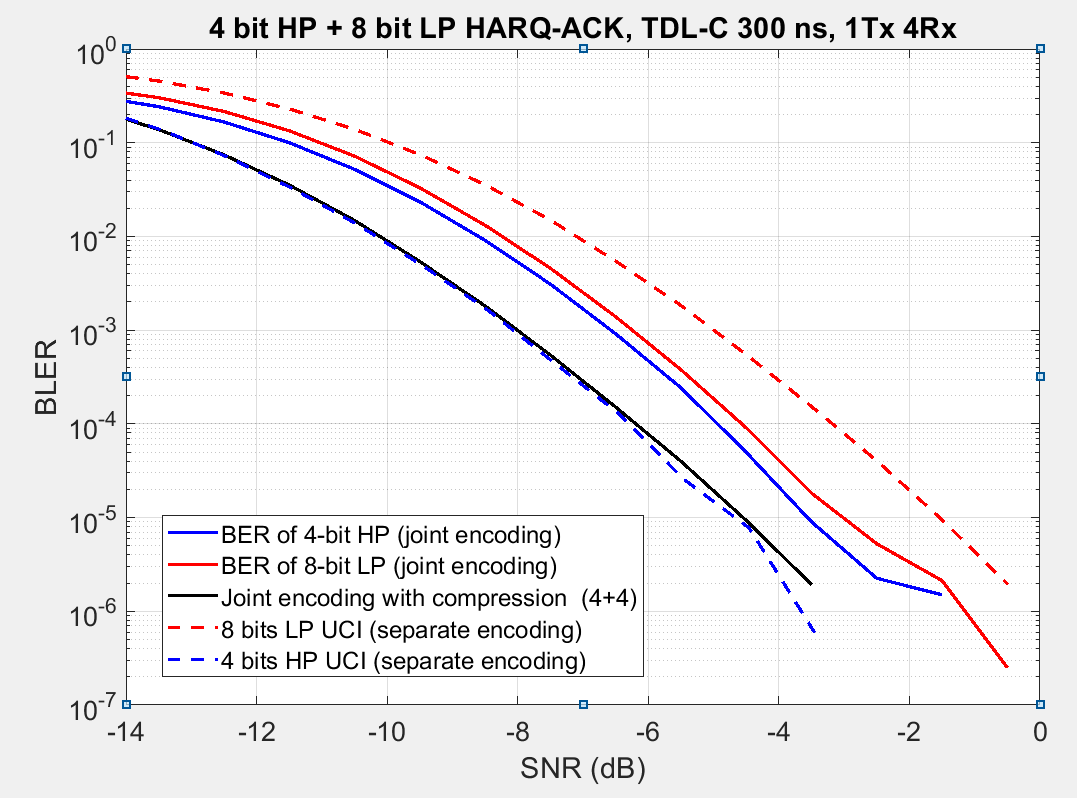 4 bit HP + 8 bit LP HARQ-ACK, TDL-C 300 ns, 1Tx 4Rx
10^0
10^-1
10^-2
10^-3
10^-4
10^-5
10^-6
10^-7
BLER
BER of 4-bit HP (joint encoding)
BER of 8-bit LP (joint encoding)
Joint encoding with compression (4+4)
8 bits LP UCI (separate encoding)
4 bits HP UCI (separate encoding)
-14 -12 -10 -8 -6 -4 -2 0
SNR (dB)